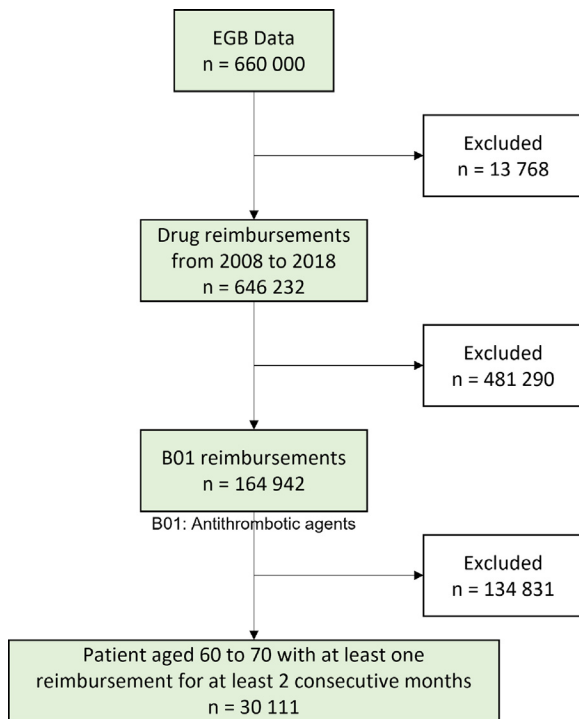 EGB Data
n = 660 000
Excluded
n = 13 768
Drug reimbursements
from 2008 to 2018
n = 646 232
Excluded
n = 481 290
B01 reimbursements
n = 164 942
B01: Antithrombotic agents
Excluded
n = 134 831
Patient aged 60 to 70 with at least one
reimbursement for at least 2 consecutive months
n = 30 111